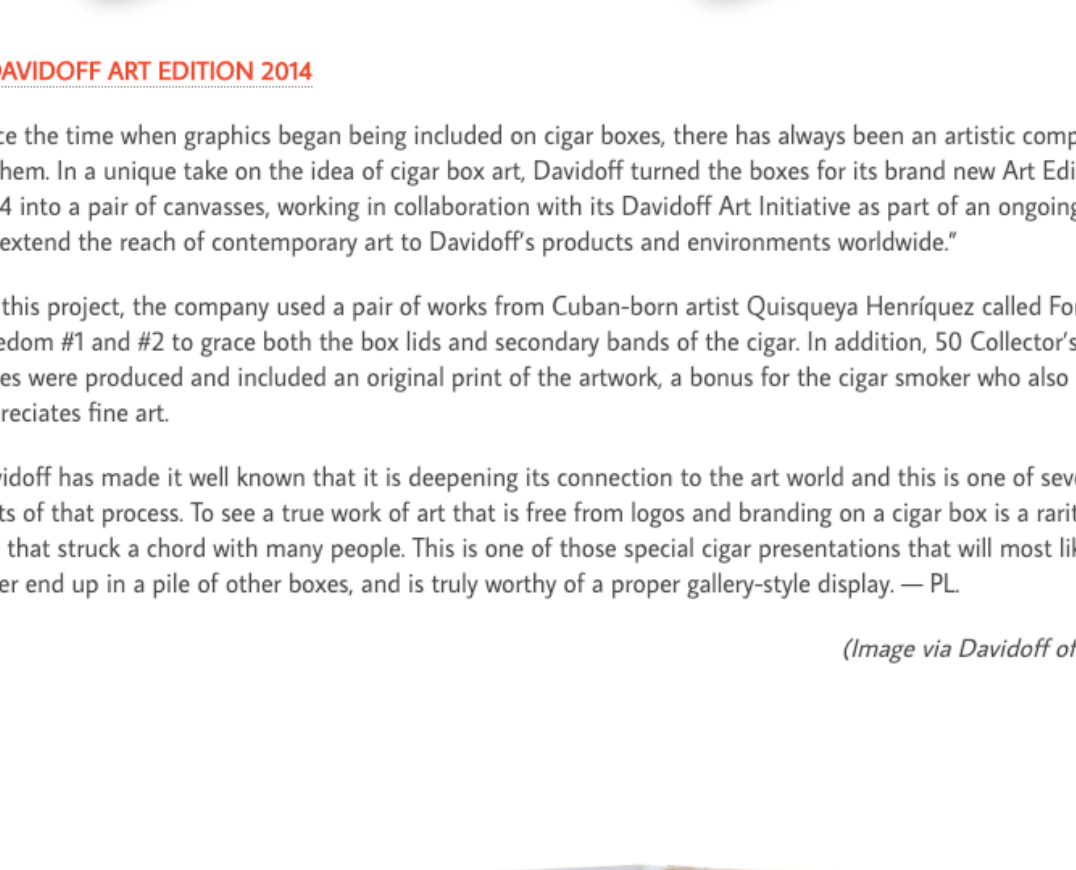 DAVIDOFF ART EDITION 2014
ce the time when graphics began being included on cigar boxes, there has always been an artistic comp
hem. In a unique take on the idea of cigar box art, Davidoff turned the boxes for its brand new Art Edi
4 into a pair of canvasses, working in collaboration with its Davidoff Art Initiative as part of an ongoing
extend the reach of contemporary art to Davidoff's products and environments worldwide."
this project, the company used a pair of works from Cuban-born artist Quisqueya Henríquez called Fo
edom #1 and #2 to grace both the box lids and secondary bands of the cigar. In addition, 50 Collector's
es were produced and included an original print of the artwork, a bonus for the cigar smoker who also
reciates fine art.
vidoff has made it well known that it is deepening its connection to the art world and this is one of seve
ts of that process. To see a true work of art that is free from logos and branding on a cigar box is a rarit
that struck a chord with many people. This is one of those special cigar presentations that will most lik
er end up in a pile of other boxes, and is truly worthy of a proper gallery-style display. — PL.
(Image via Davidoff of